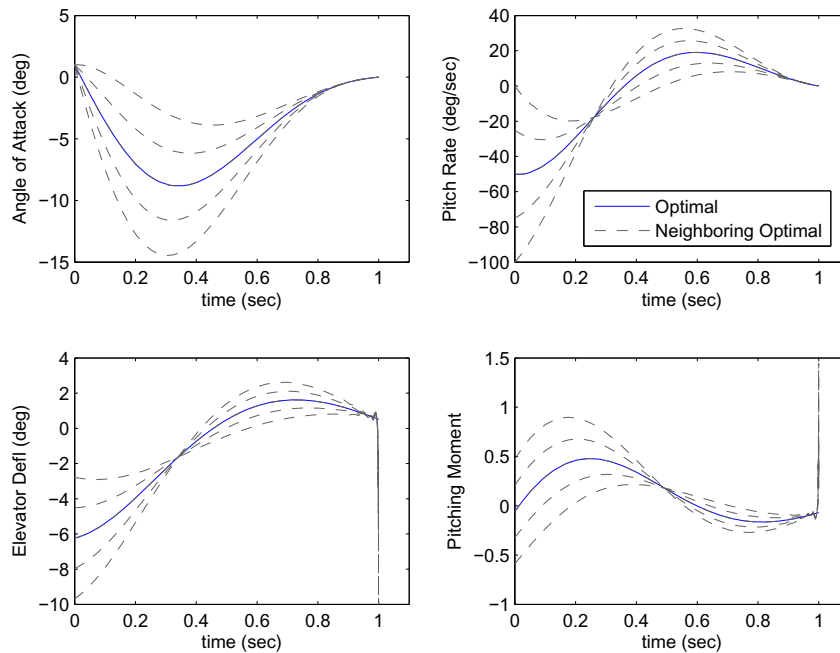 5
0
−5
−10
−15
Angle of Attack (deg)
0 0.2 0.4 0.6 0.8 1
time (sec)
40
20
0
−20
−40
−60
−80
−100
Pitch Rate (deg/sec)
Optimal
Neighboring Optimal
0 0.2 0.4 0.6 0.8 1
time (sec)
4
2
0
−2
−4
−6
−8
−10
Elevator Defl (deg)
0 0.2 0.4 0.6 0.8 1
time (sec)
1.5
1
0.5
0
−0.5
−1
Pitching Moment
0 0.2 0.4 0.6 0.8 1
time (sec)